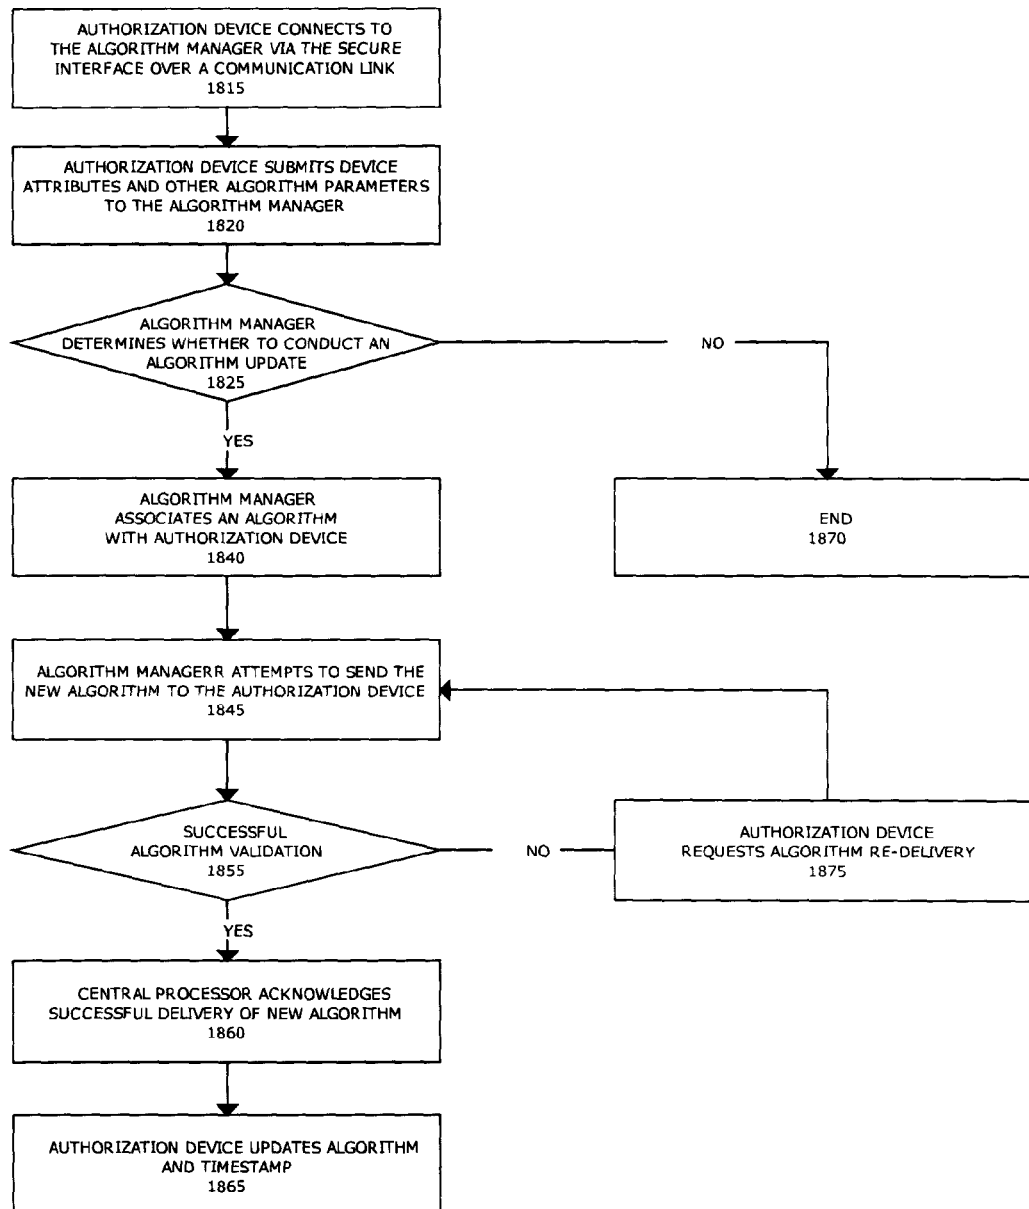 AUTHORIZATION DEVICE CONNECTS TO
THE ALGORITHM MANAGER VIA THE SECURE
INTERFACE OVER A COMMUNICATION LINK
1815
AUTHORIZATION DEVICE SUBMITS DEVICE
ATTRIBUTES AND OTHER ALGORITHM PARAMETERS
TO THE ALGORITHM MANAGER
1820
ALGORITHM MANAGER
DETERMINES WHETHER TO CONDUCT AN
ALGORITHM UPDATE
1825
NO
YES
ALGORITHM MANAGER
ASSOCIATES AN ALGORITHM
WITH AUTHORIZATION DEVICE
1840
END
1870
ALGORITHM MANAGERR ATTEMPTS TO SEND THE
NEW ALGORITHM TO THE AUTHORIZATION DEVICE
1845
SUCCESSFUL
ALGORITHM VALIDATION
1855
NO
AUTHORIZATION DEVICE
REQUESTS ALGORITHM RE-DELIVERY
1875
YES
CENTRAL PROCESSOR ACKNOWLEDGES
SUCCESSFUL DELIVERY OF NEW ALGORITHM
1860
AUTHORIZATION DEVICE UPDATES ALGORITHM
AND TIMESTAMP
1865